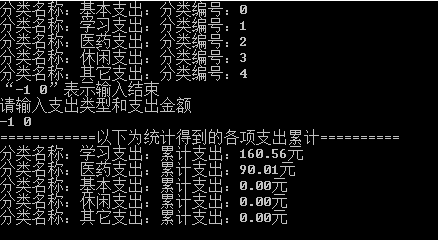 分类名称：基本支出：分类编号：0
分类名称：学习支出：分类编号：1
分类名称：医药支出：分类编号：2
分类名称：休闲支出：分类编号：3
分类名称：其它支出：分类编号：4
“-1 0”表示输入结束
请输入支出类型和支出金额
-1 0
============以下为统计得到的各项支出累计==========
分类名称：学习支出：累计支出：160.56元
分类名称：医药支出：累计支出：90.01元
分类名称：基本支出：累计支出：0.00元
分类名称：休闲支出：累计支出：0.00元
分类名称：其它支出：累计支出：0.00元